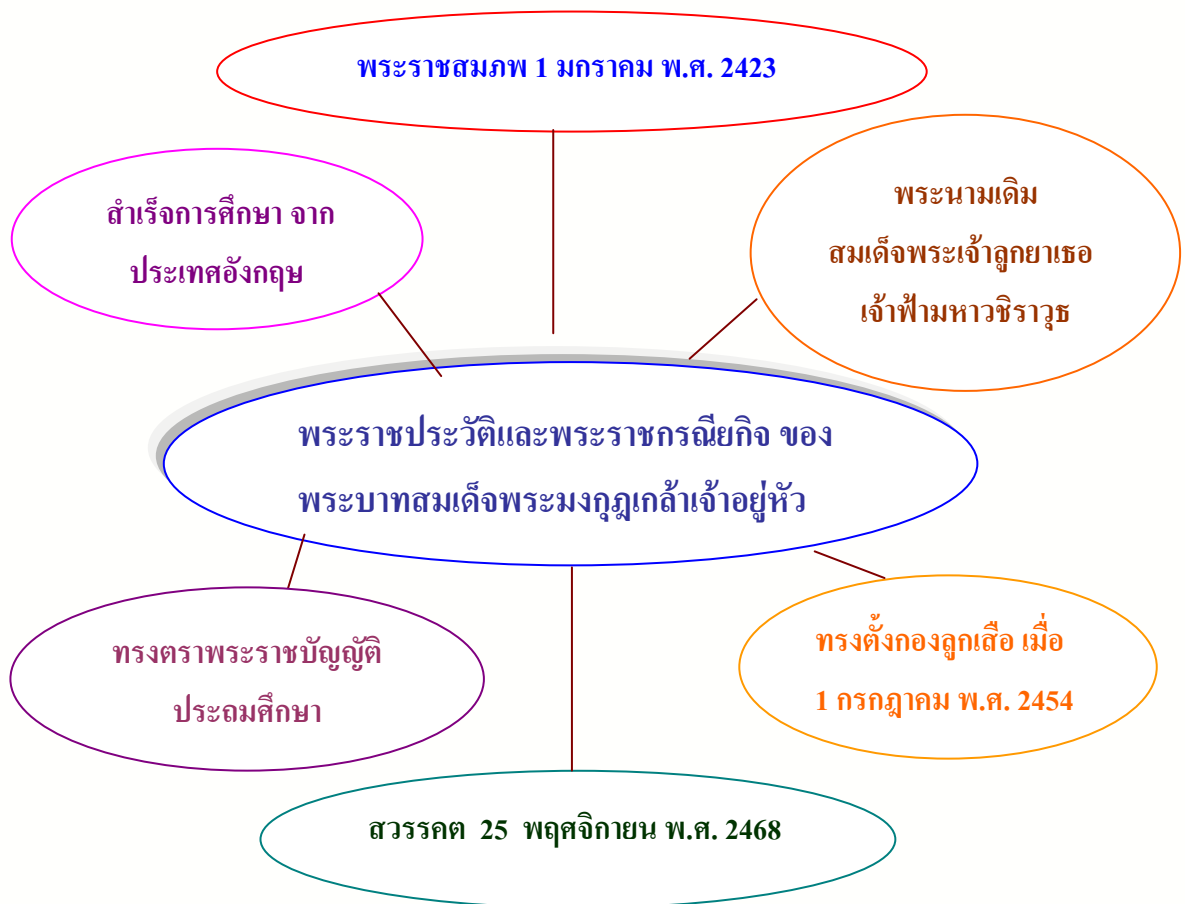 พระราชสมภพ 1 มกราคม พ.ศ. 2423
สำเร็จการศึกษา จาก
ประเทศอังกฤษ
พระนามเดิม
สมเด็จพระเจ้าลูกยาเธอ
เจ้าฟ้ามหาวชิราวุธ
พระราชประวัติและพระราชกรณียกิจ ของ
พระบาทสมเด็จพระมงกุฎเกล้าเจ้าอยู่หัว
ทรงตราพระราชบัญญัติ
ประถมศึกษา
ทรงตั้งกองลูกเสือ เมื่อ
1 กรกฎาคม พ.ศ. 2454
สวรรคต 25 พฤศจิกายน พ.ศ. 2468